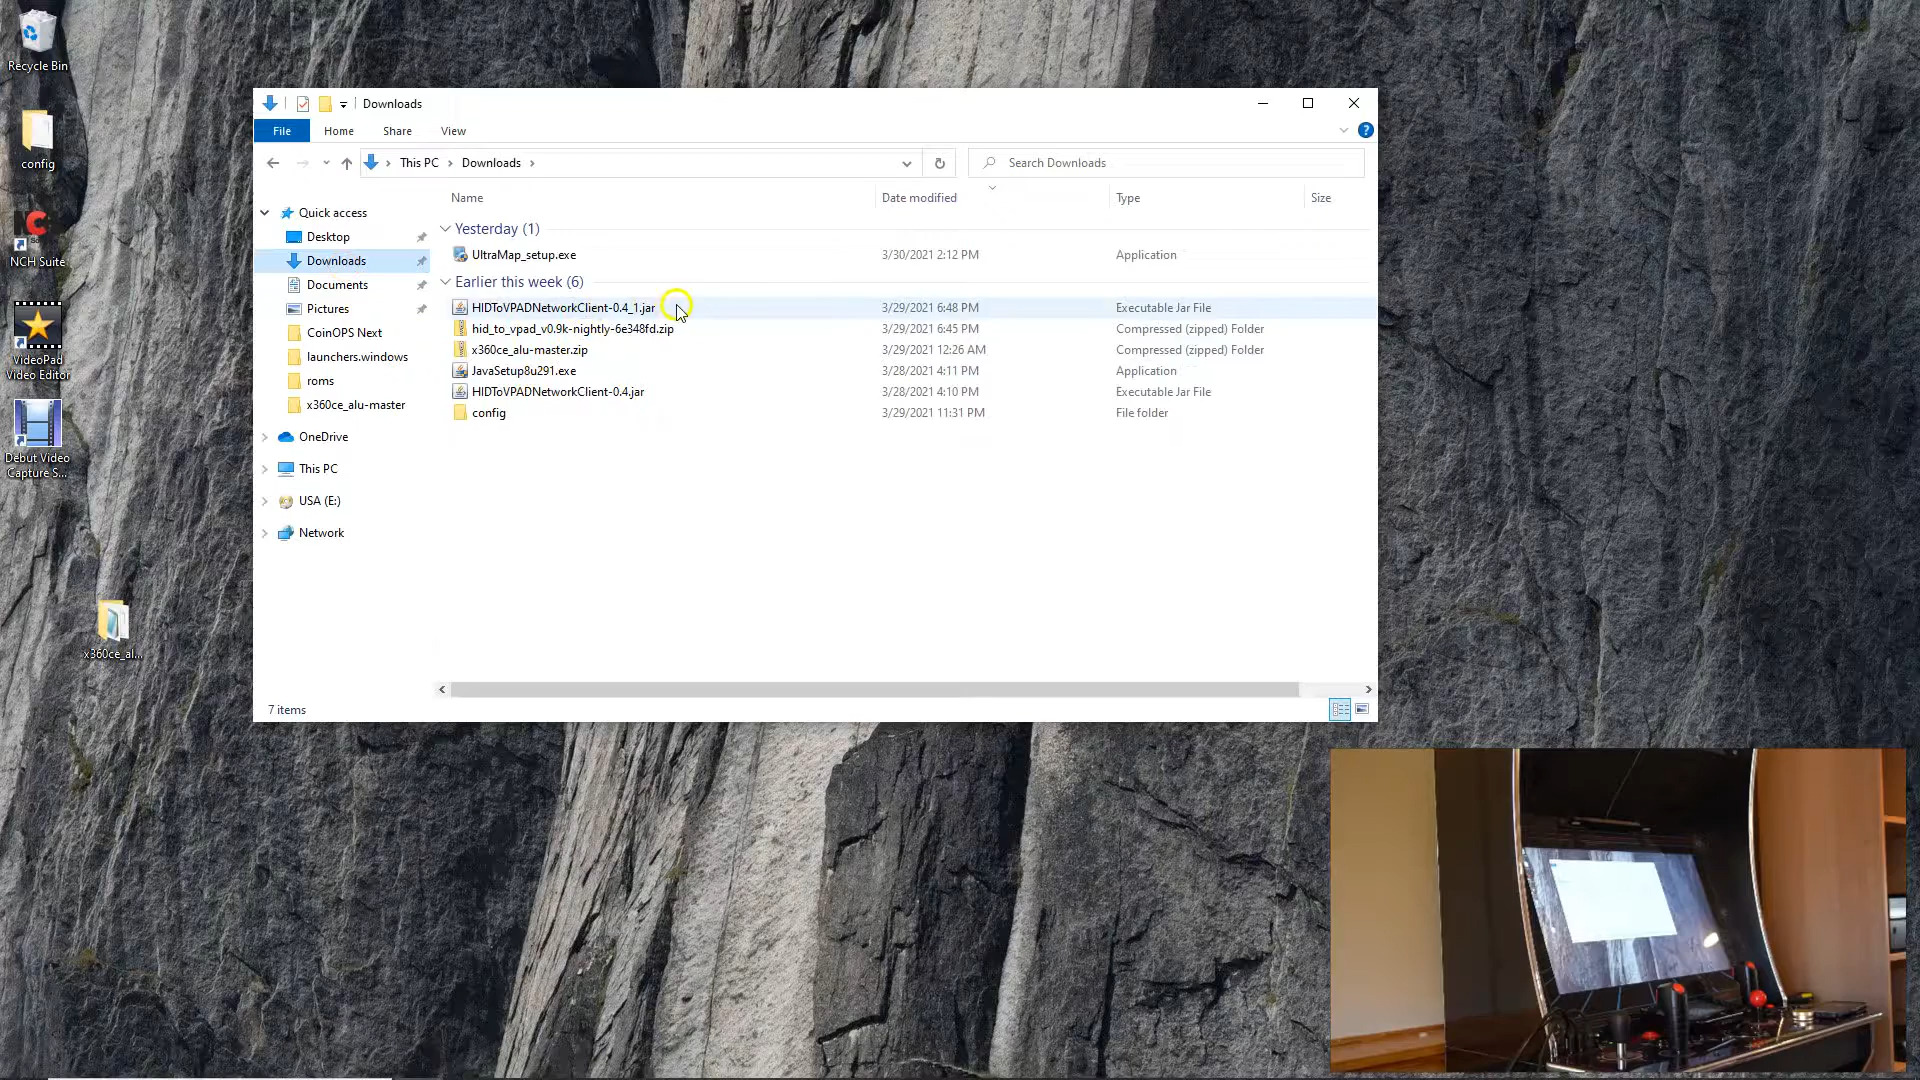 Recycle Bin
config
NCH Suite
VideoPad
Video Editor
Debut Video
Capture S...
x360ce_al...
Downloads
File Home Share View
This PC Downloads
Search Downloads
Name Date modified Type Size
Quick access
Desktop
Downloads
Documents
Pictures
CoinOPS Next
launchers.windows
roms
x360ce_alu-master
OneDrive
This PC
USA (E:)
Network
Yesterday (1)
UltraMap_setup.exe 3/30/2021 2:12 PM Application
Earlier this week (6)
HIDToVPADNetworkClient-0.4_1.jar 3/29/2021 6:48 PM Executable Jar File
hid_to_vpad_v0.9k-nightly-6e348fd.zip 3/29/2021 6:45 PM Compressed (zipped) Folder
x360ce_alu-master.zip 3/29/2021 12:26 AM Compressed (zipped) Folder
JavaSetup8u291.exe 3/28/2021 4:11 PM Application
HIDToVPADNetworkClient-0.4.jar 3/28/2021 4:10 PM Executable Jar File
config 3/29/2021 11:31 PM File folder
7 items